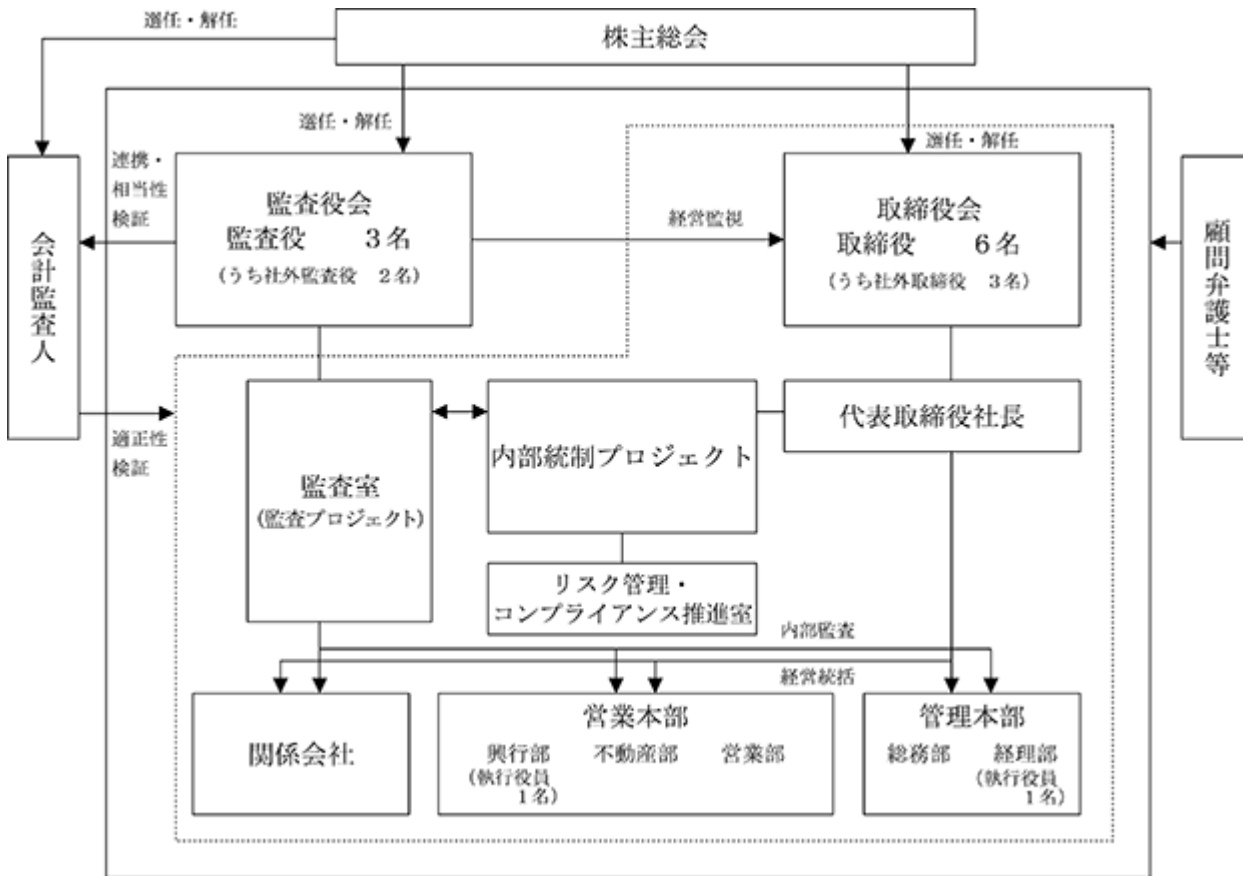 選任・解任
株主総会
選任・解任
選任・解任
連携・
相当性
検証
監査役会
監査役　3名
（うち社外監査役　2名）
経営監視
取締役会
取締役　6名
（うち社外取締役　3名）
会計監査人
顧問弁護士等
適正性
検証
監査室
（監査プロジェクト）
内部統制プロジェクト
代表取締役社長
リスク管理・
コンプライアンス推進室
内部監査
経営統括
関係会社
営業本部
興行部　不動産部　営業部
（執行役員
1名）
管理本部
総務部　経理部
（執行役員
1名）